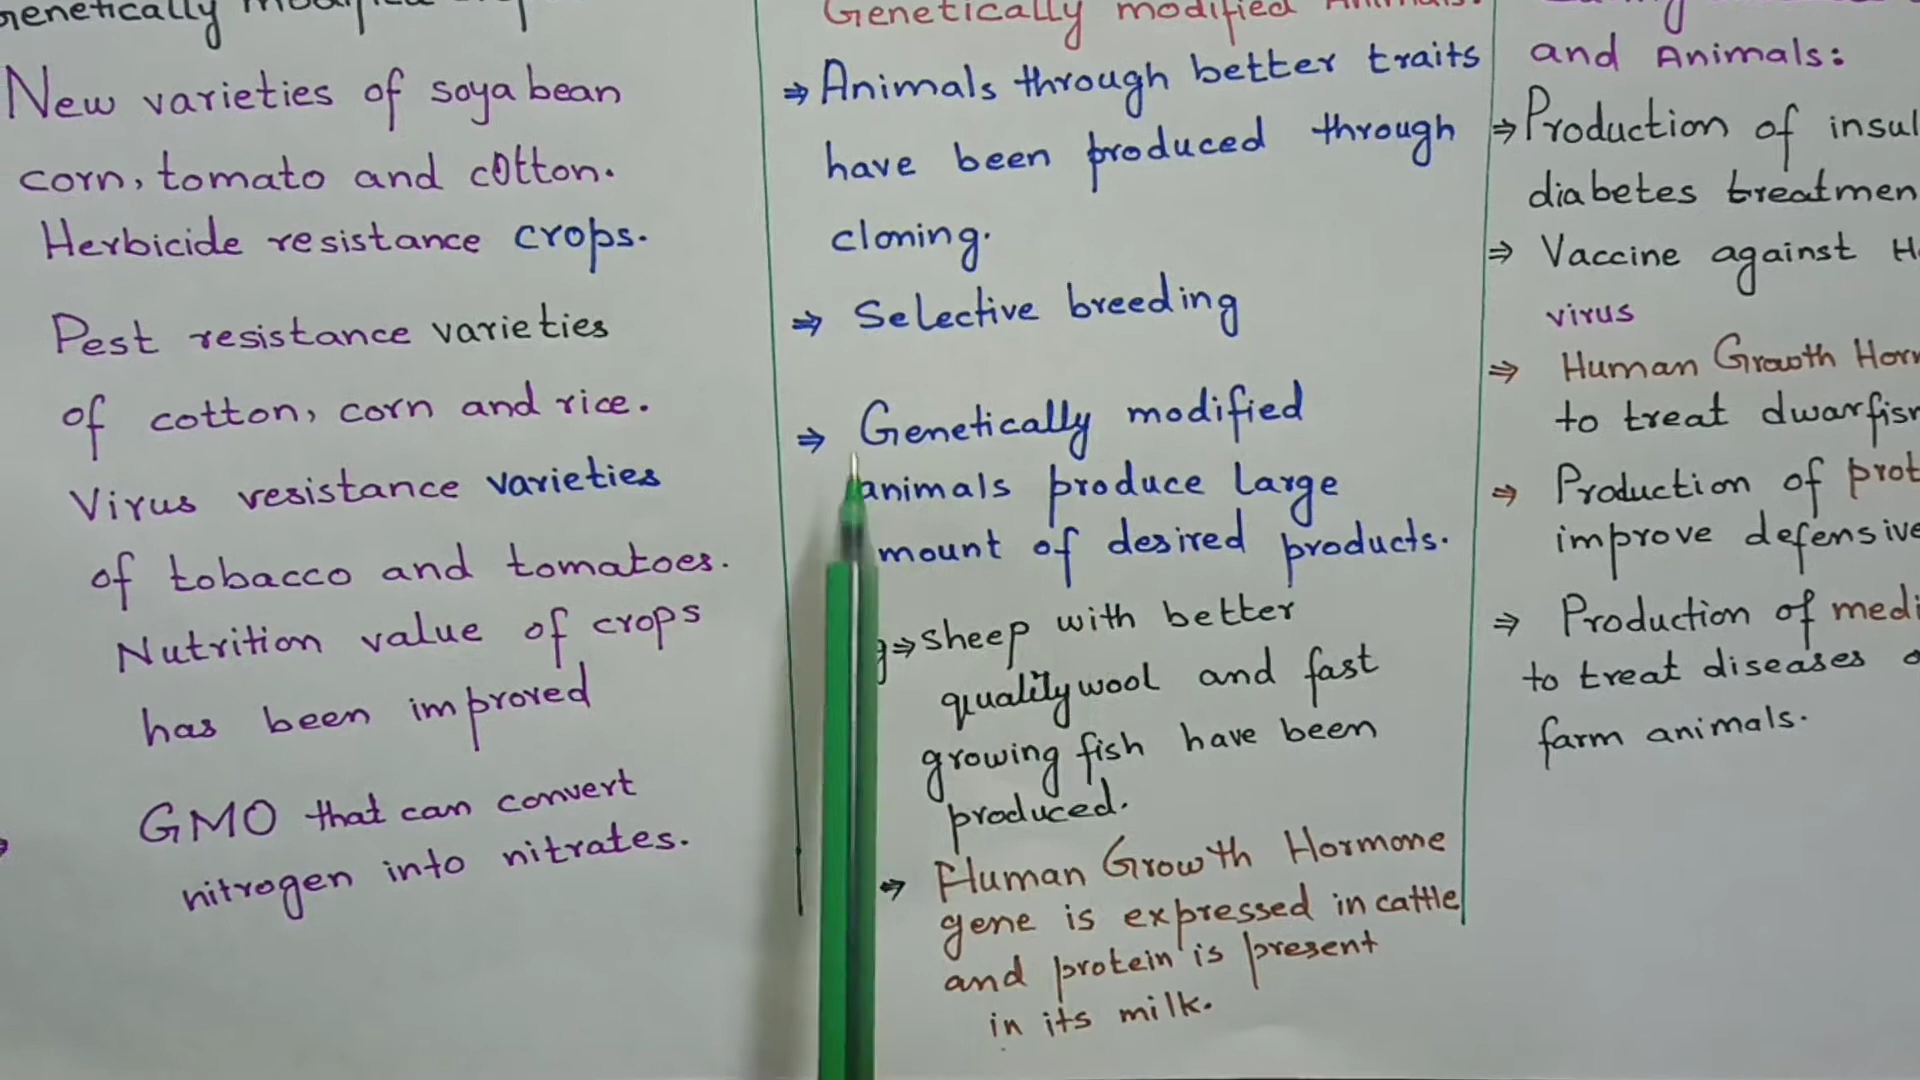 Genetically modified
New varieties of soya bean
corn, tomato and cotton.
Herbicide resistance crops.
Pest resistance varieties
of cotton, corn and rice.
Virus resistance varieties
of tobacco and tomatoes.
Nutrition value of crops
has been improved
GMO that can convert
nitrogen into nitrates.
Genetically modified Animals:
⇒ Animals through better traits
have been produced through
cloning.
⇒ Selective breeding
⇒ Genetically modified
animals produce large
mount of desired products.
g⇒ sheep with better
quality wool and fast
growing fish have been
produced.
⇒ Human Growth Hormone
gene is expressed in cattle
and protein is present
in its milk.
and Animals:
⇒ Production of insul
diabetes treatmen
⇒ Vaccine against H
virus
⇒ Human Growth Horm
to treat dwarfism
⇒ Production of prot
improve defensive
⇒ Production of medi
to treat diseases o
farm animals.